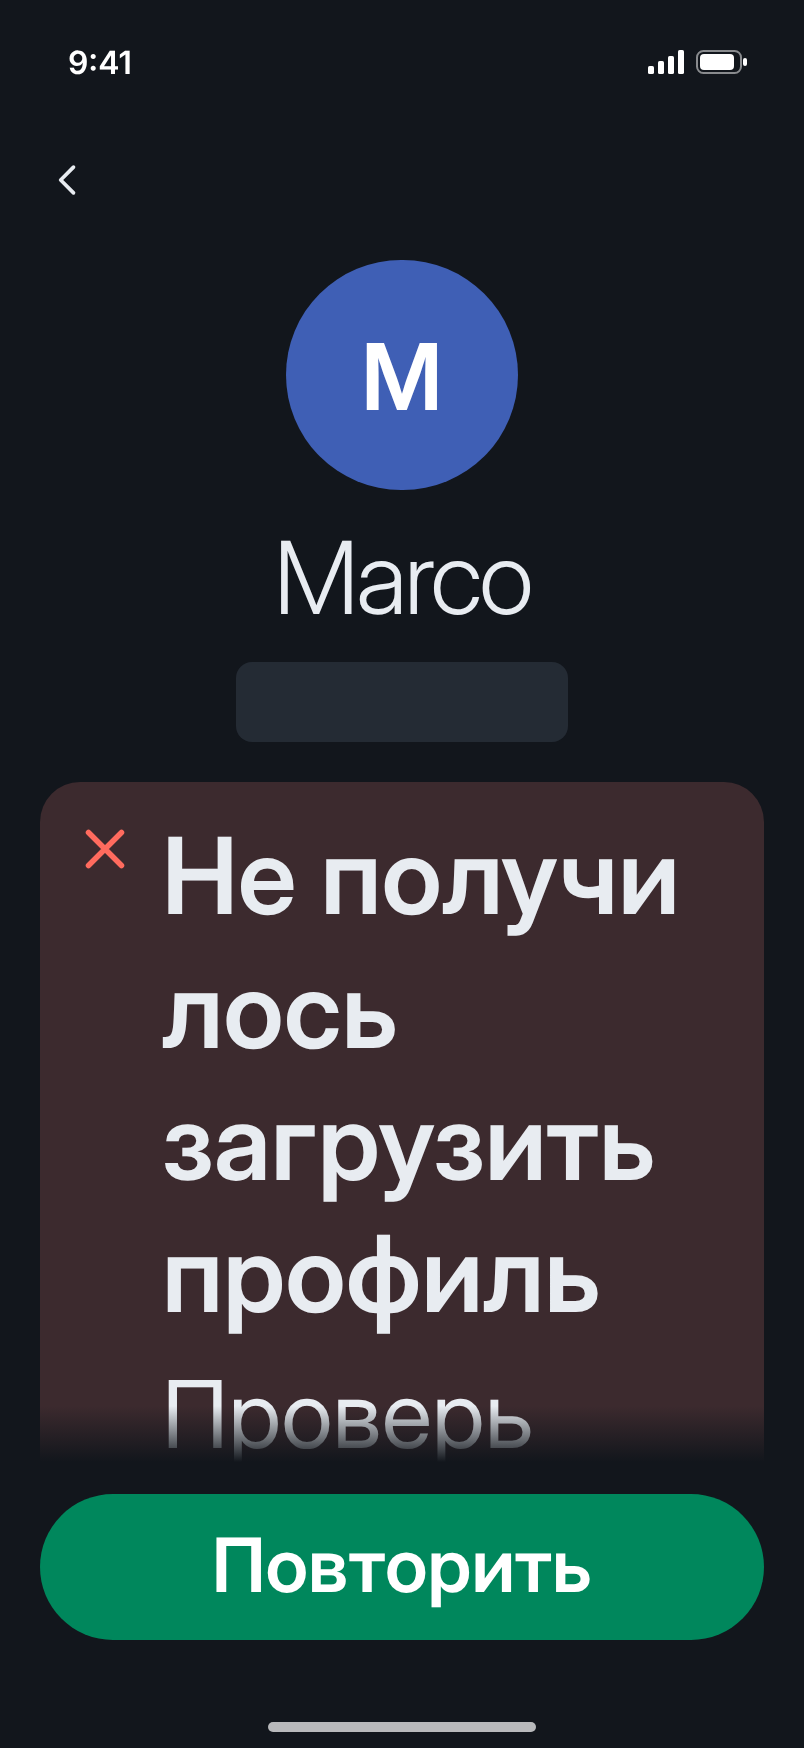 9:41
M
Marco
Не получи
лось
загрузить
профиль
Проверь
Повторить